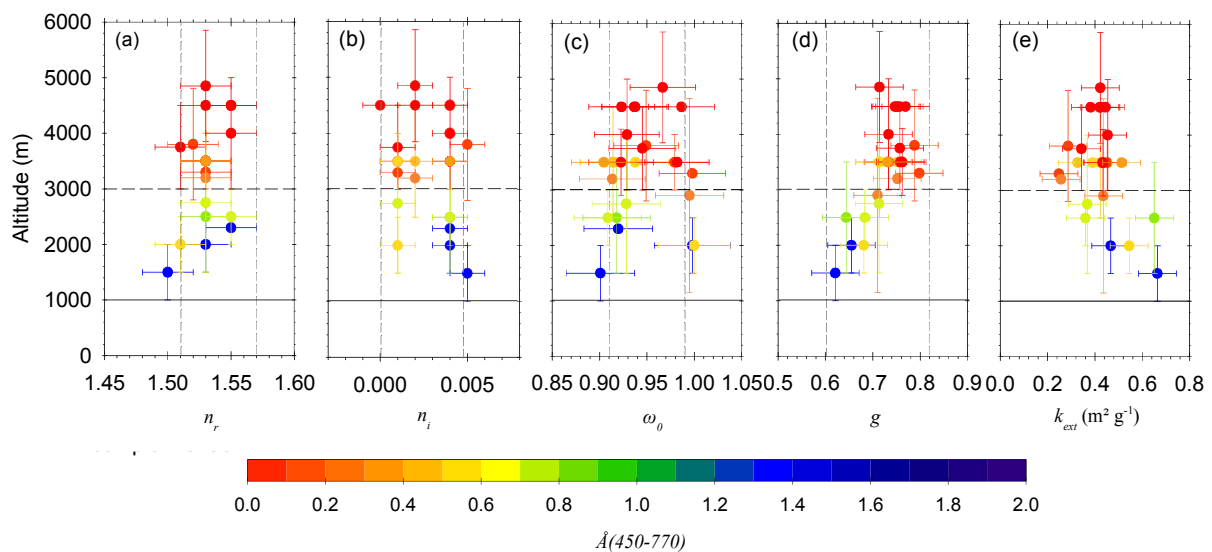 (a) (b) (c) (d) (e)
6000
5000
4000
3000
2000
1000
0
Altitude (m)
1.45 1.50 1.55 1.60
0.000 0.005
0.85 0.90 0.95 1.00 1.05
0.5 0.6 0.7 0.8 0.9
0.0 0.2 0.4 0.6 0.8
n_r n_i ω_0 g k_ext (m² g⁻¹)
0.0 0.2 0.4 0.6 0.8 1.0 1.2 1.4 1.6 1.8 2.0
Å(450-770)